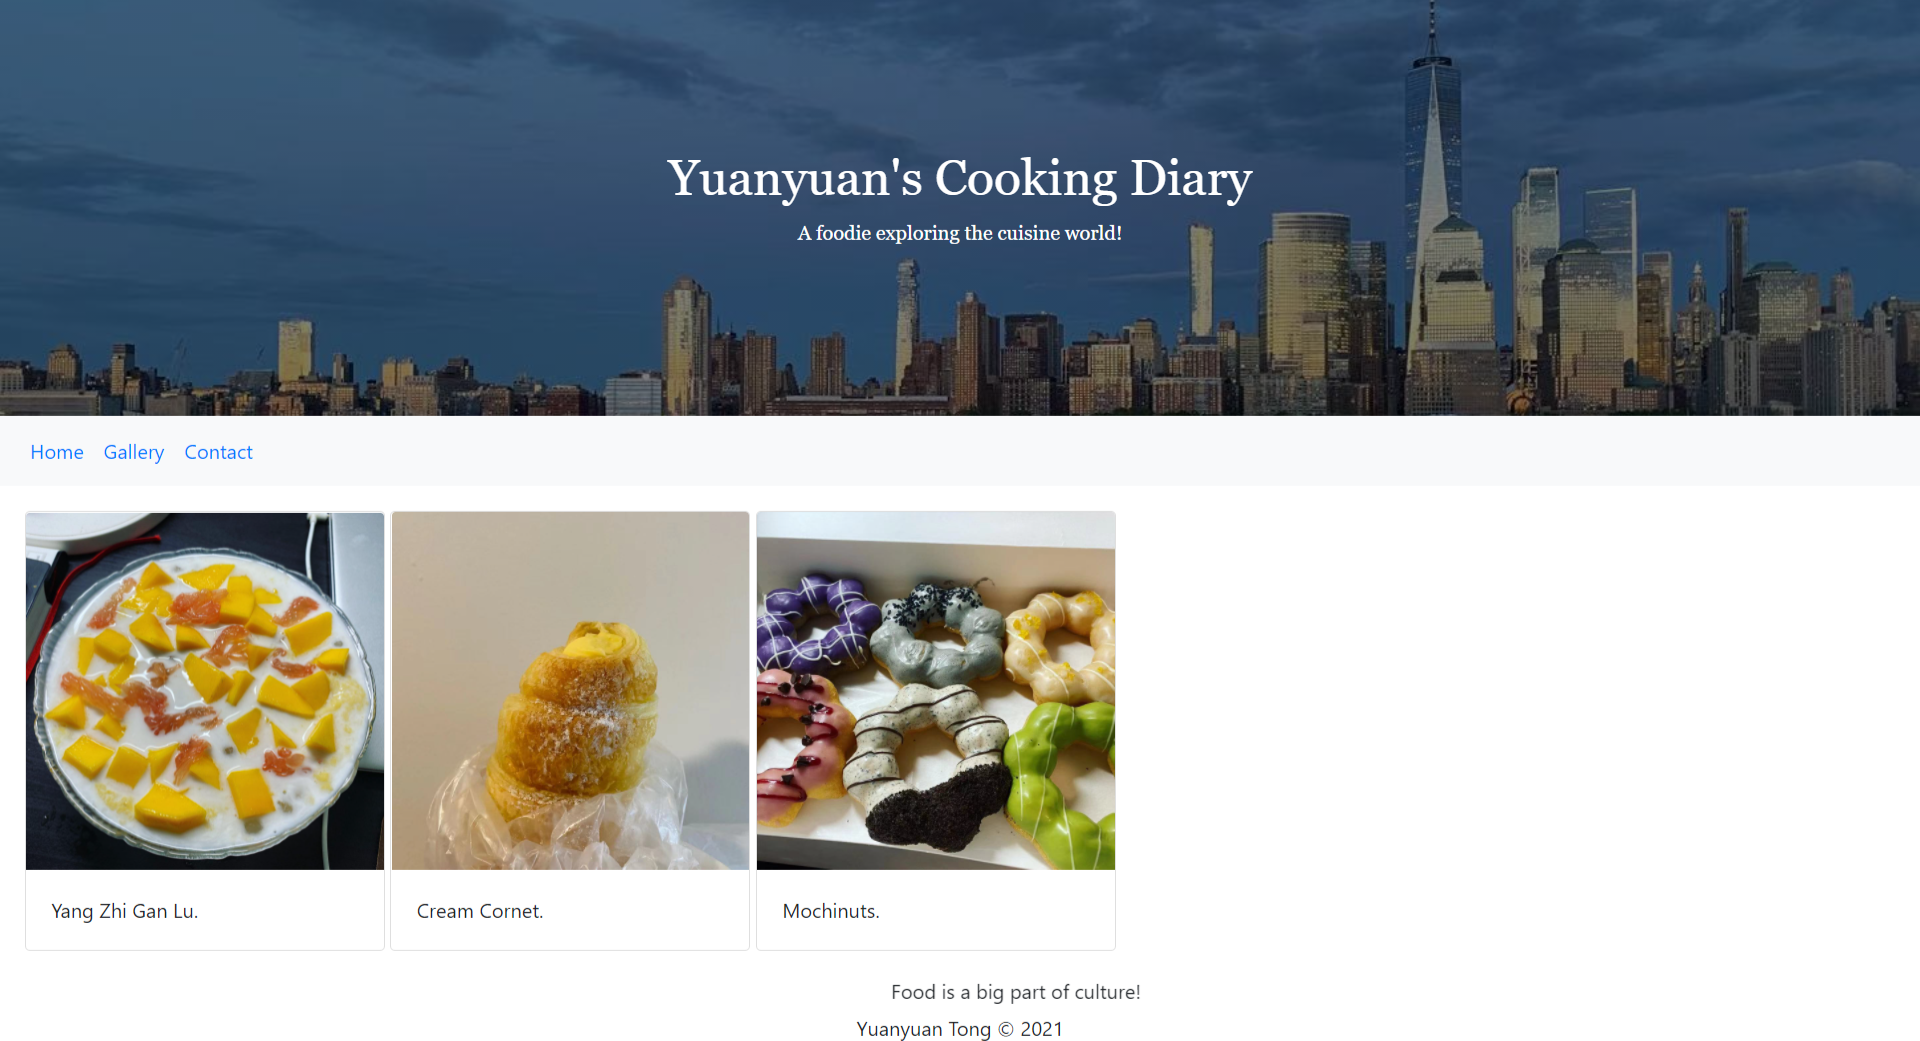 Yuanyuan's Cooking Diary
A foodie exploring the cuisine world!
Home Gallery Contact
Yang Zhi Gan Lu.
Cream Cornet.
Mochinuts.
Food is a big part of culture!
Yuanyuan Tong © 2021